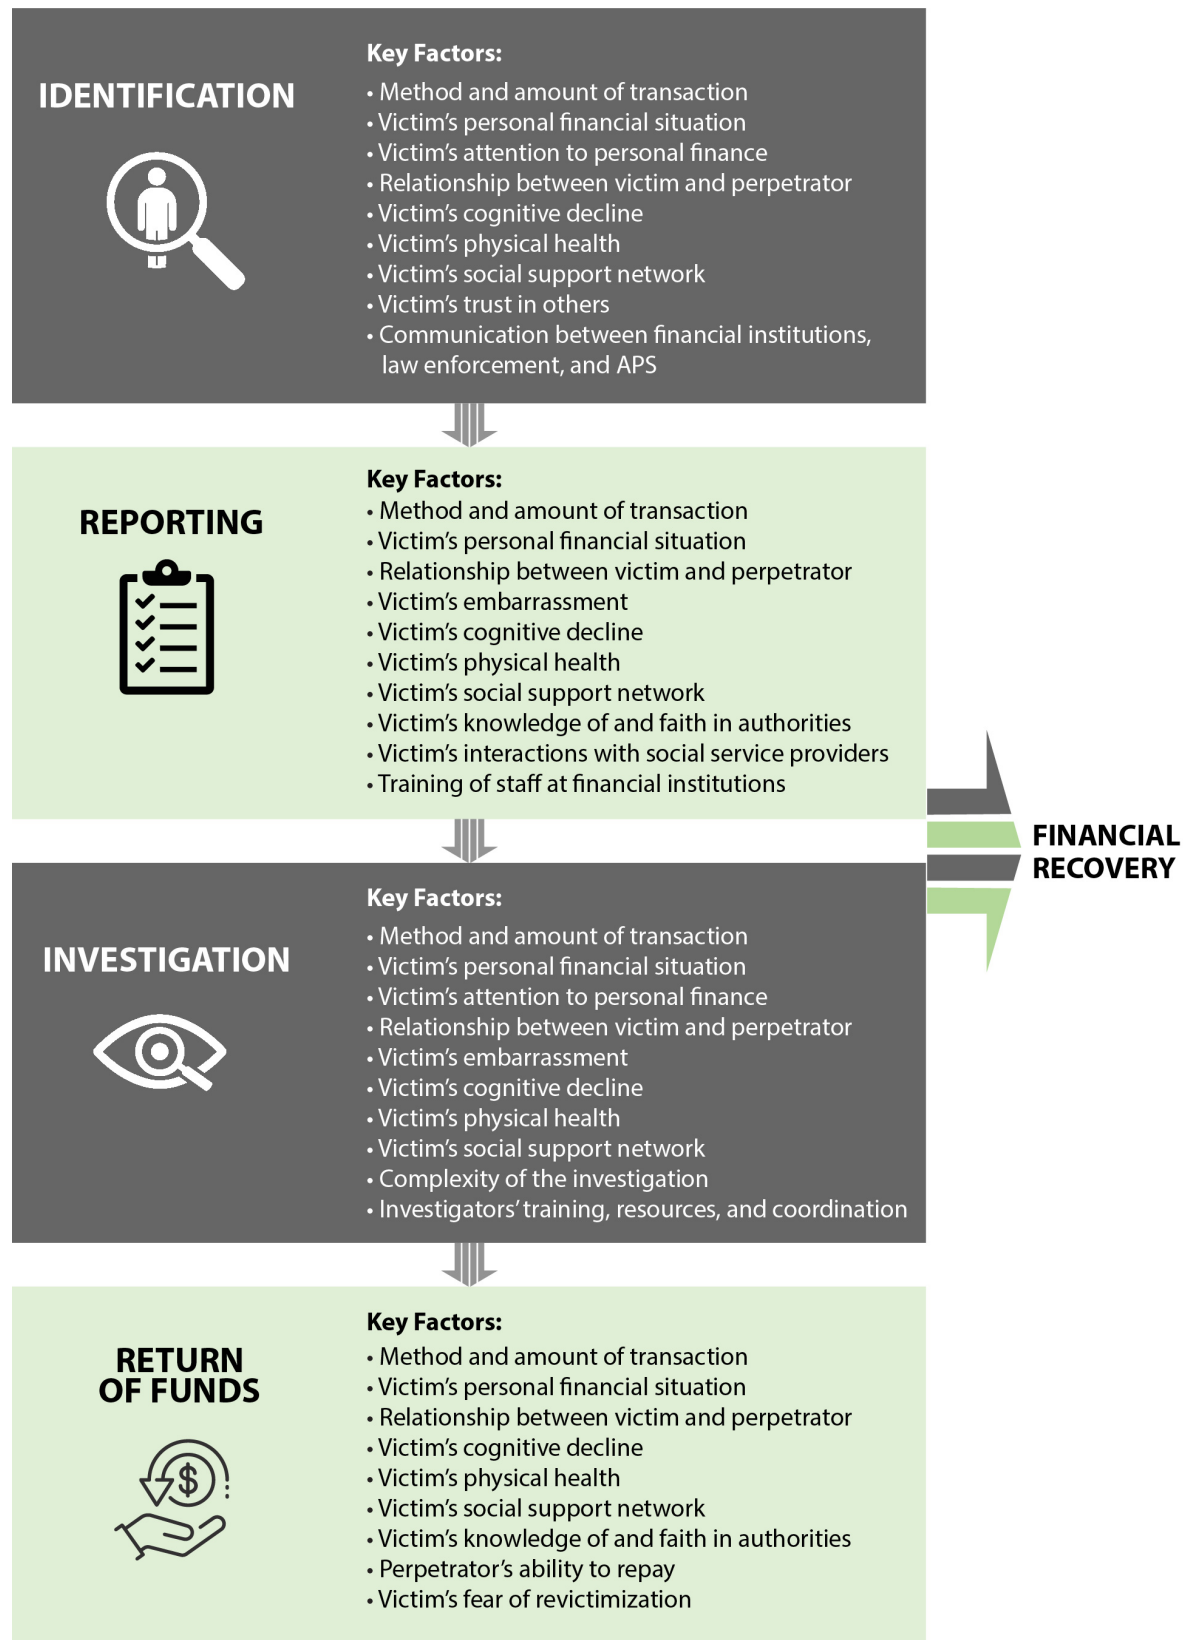 IDENTIFICATION
Key Factors:
• Method and amount of transaction
• Victim’s personal financial situation
• Victim’s attention to personal finance
• Relationship between victim and perpetrator
• Victim’s cognitive decline
• Victim’s physical health
• Victim’s social support network
• Victim’s trust in others
• Communication between financial institutions,
law enforcement, and APS
REPORTING
Key Factors:
• Method and amount of transaction
• Victim’s personal financial situation
• Relationship between victim and perpetrator
• Victim’s embarrassment
• Victim’s cognitive decline
• Victim’s physical health
• Victim’s social support network
• Victim’s knowledge of and faith in authorities
• Victim’s interactions with social service providers
• Training of staff at financial institutions
INVESTIGATION
Key Factors:
• Method and amount of transaction
• Victim’s personal financial situation
• Victim’s attention to personal finance
• Relationship between victim and perpetrator
• Victim’s embarrassment
• Victim’s cognitive decline
• Victim’s physical health
• Victim’s social support network
• Complexity of the investigation
• Investigators’ training, resources, and coordination
RETURN
OF FUNDS
$
Key Factors:
• Method and amount of transaction
• Victim’s personal financial situation
• Relationship between victim and perpetrator
• Victim’s cognitive decline
• Victim’s physical health
• Victim’s social support network
• Victim’s knowledge of and faith in authorities
• Perpetrator’s ability to repay
• Victim’s fear of revictimization
FINANCIAL
RECOVERY